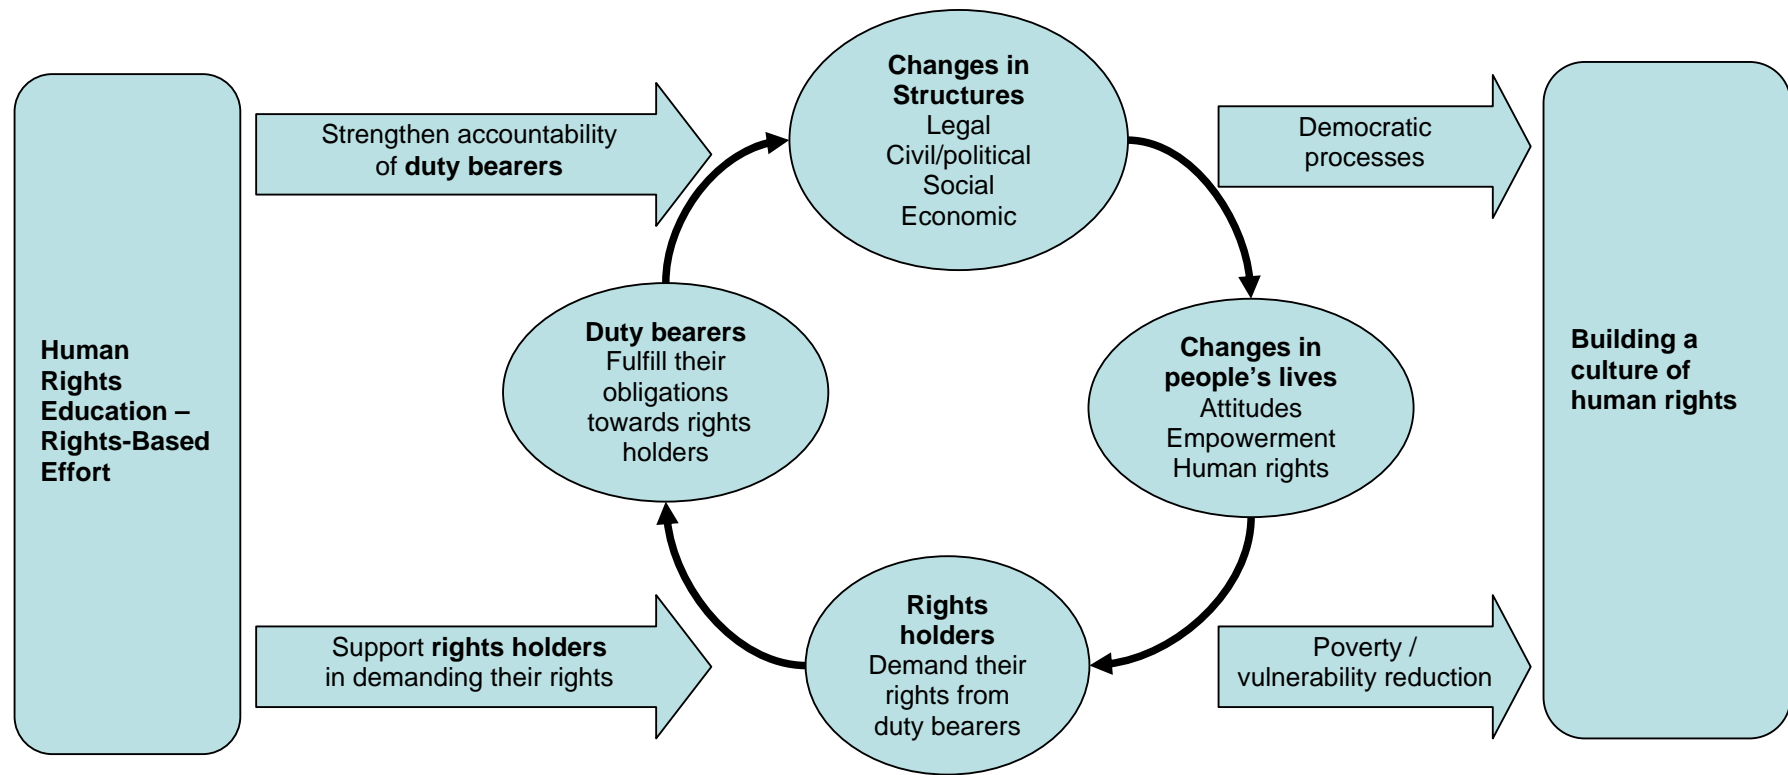 Human
Rights
Education –
Rights-Based
Effort
Strengthen accountability
of duty bearers
Support rights holders
in demanding their rights
Changes in
Structures
Legal
Civil/political
Social
Economic
Duty bearers
Fulfill their
obligations
towards rights
holders
Changes in
people’s lives
Attitudes
Empowerment
Human rights
Rights
holders
Demand their
rights from
duty bearers
Democratic
processes
Poverty /
vulnerability reduction
Building a
culture of
human rights